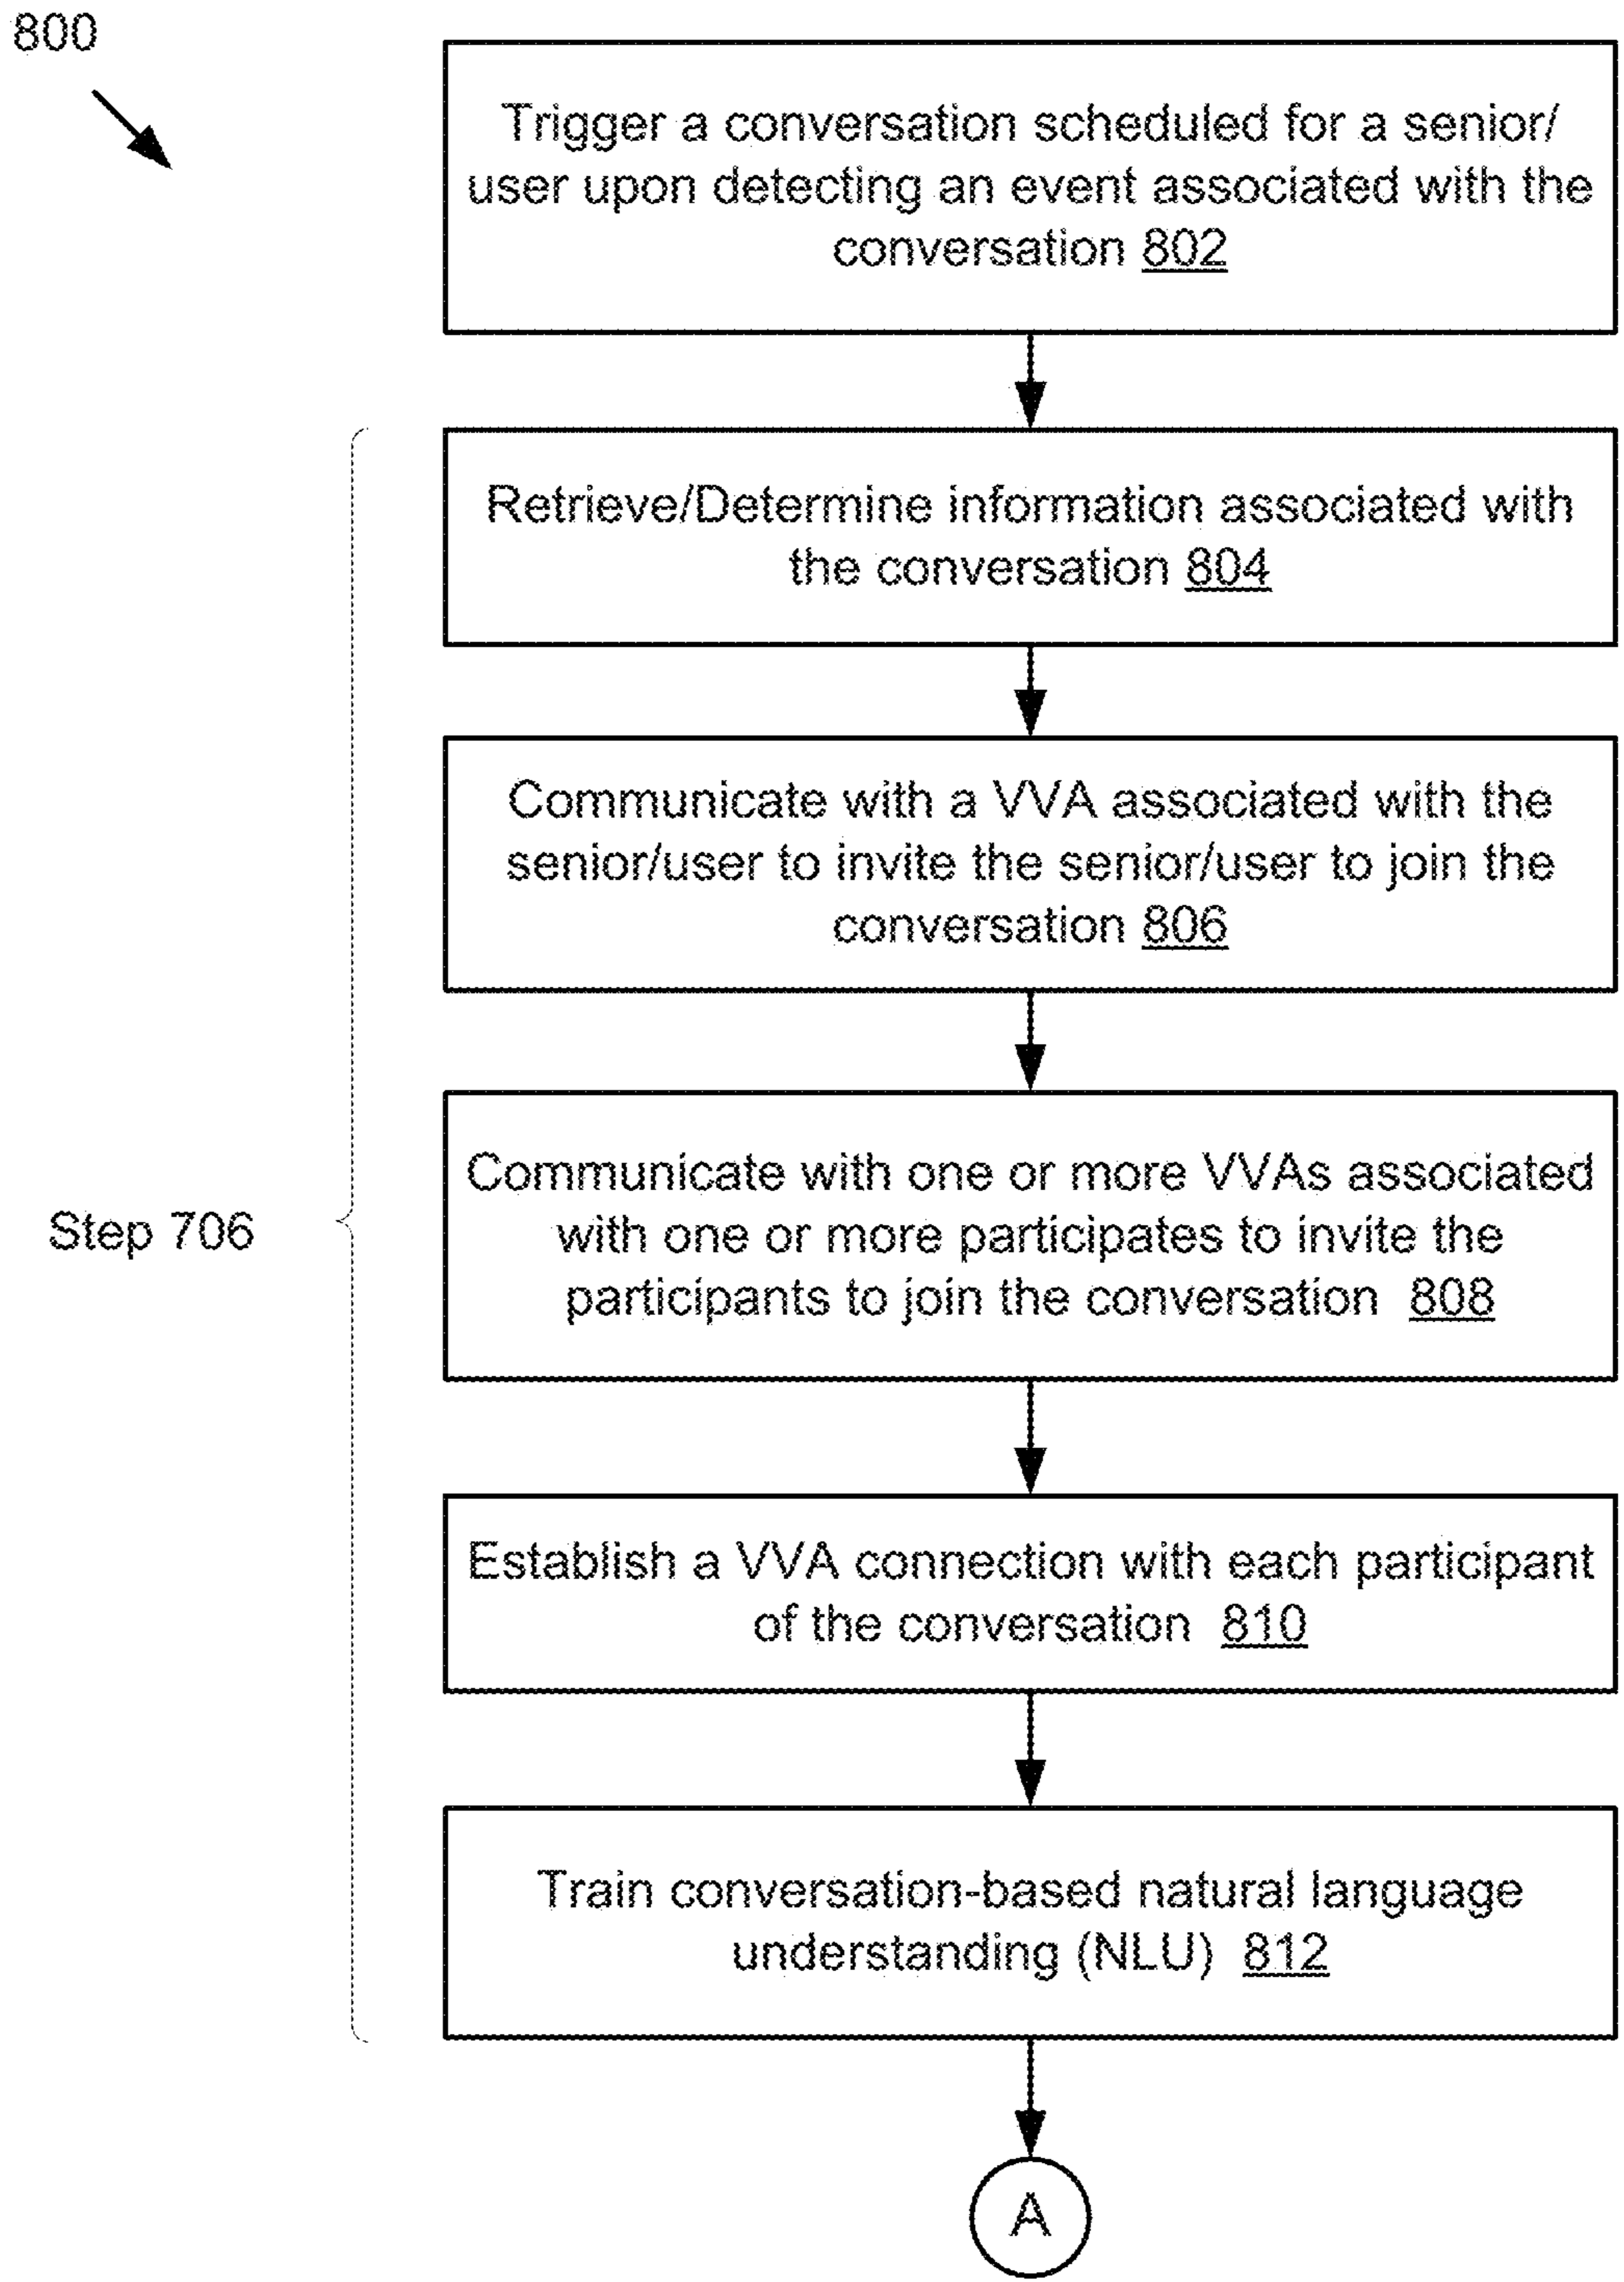 800
Trigger a conversation scheduled for a senior/
user upon detecting an event associated with the
conversation 802
Retrieve/Determine information associated with
the conversation 804
Communicate with a VVA associated with the
senior/user to invite the senior/user to join the
conversation 806
Communicate with one or more VVAs associated
with one or more participates to invite the
participants to join the conversation 808
Step 706
Establish a VVA connection with each participant
of the conversation 810
Train conversation-based natural language
understanding (NLU) 812
A